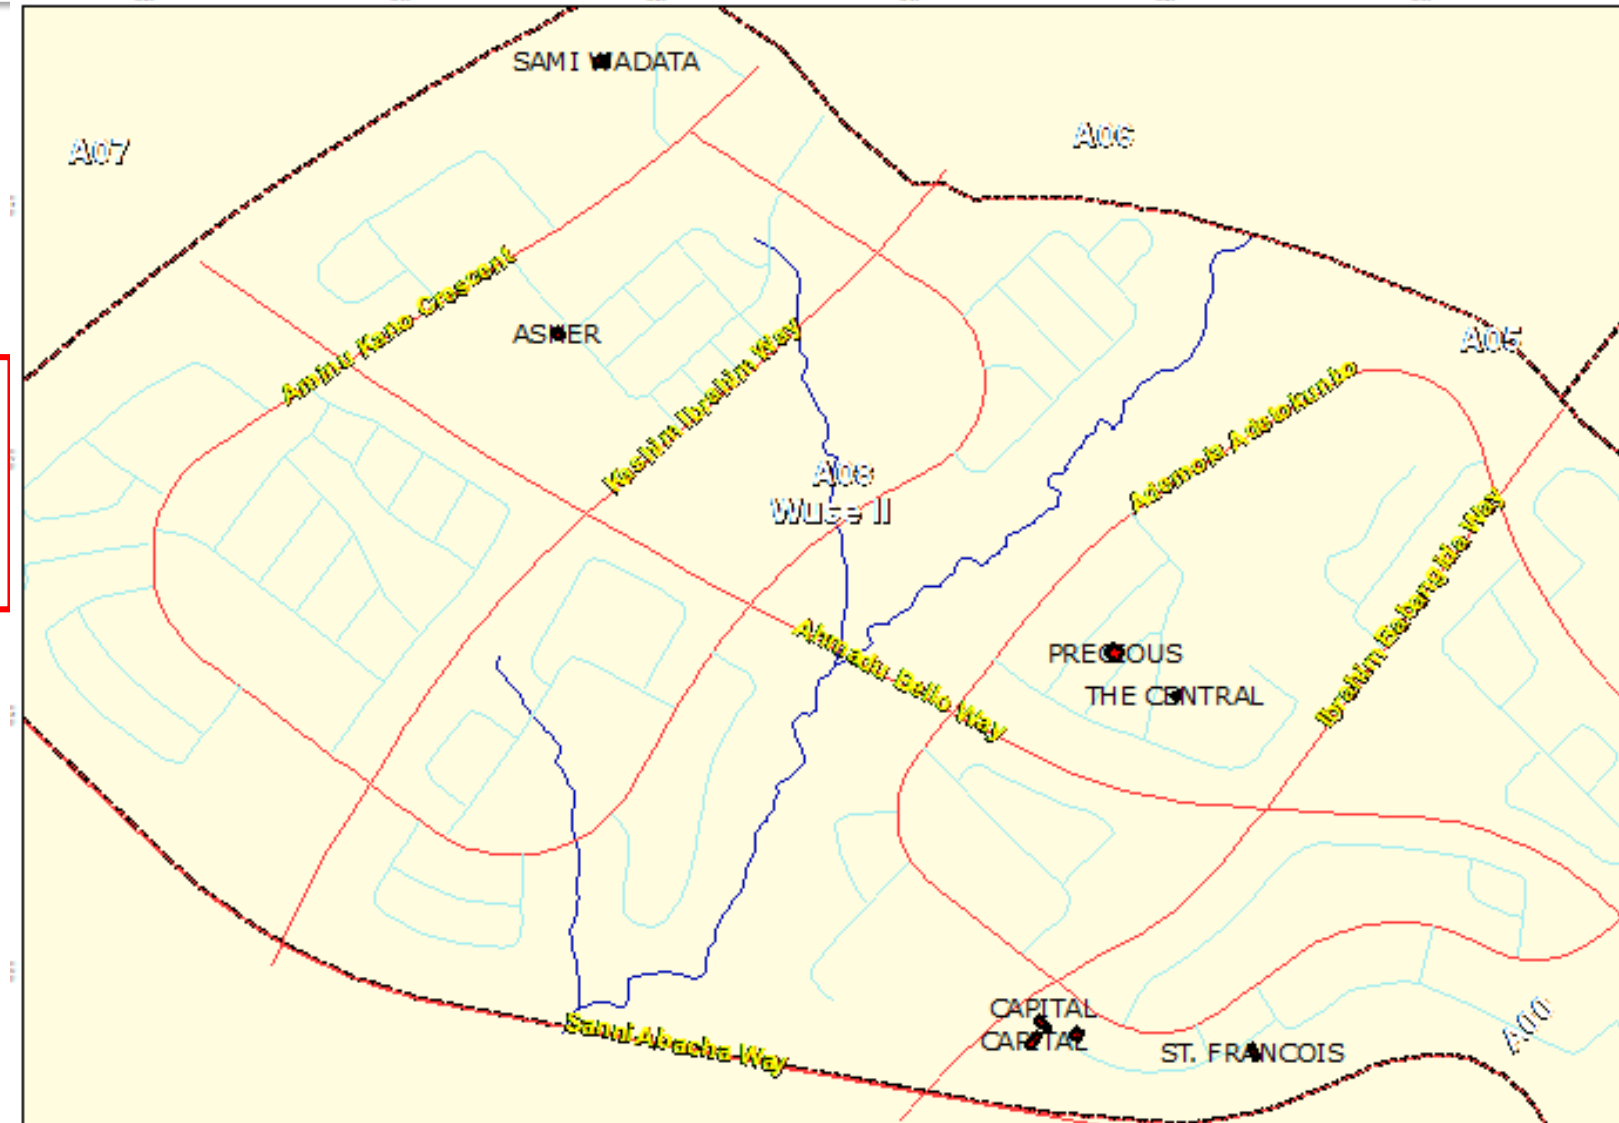 SAMI WADATA
A07
A06
Aminu Kano Crescent
ASHER
Kashim Ibrahim Way
A05
Ademola Adetokunbo
A08
Wuse II
Ibrahim Babangida Way
Ahmadu Bello Way
PRECIOUS
THE CENTRAL
CAPITAL
CAPITAL
ST. FRANCOIS
A00
Sanni Abacha Way